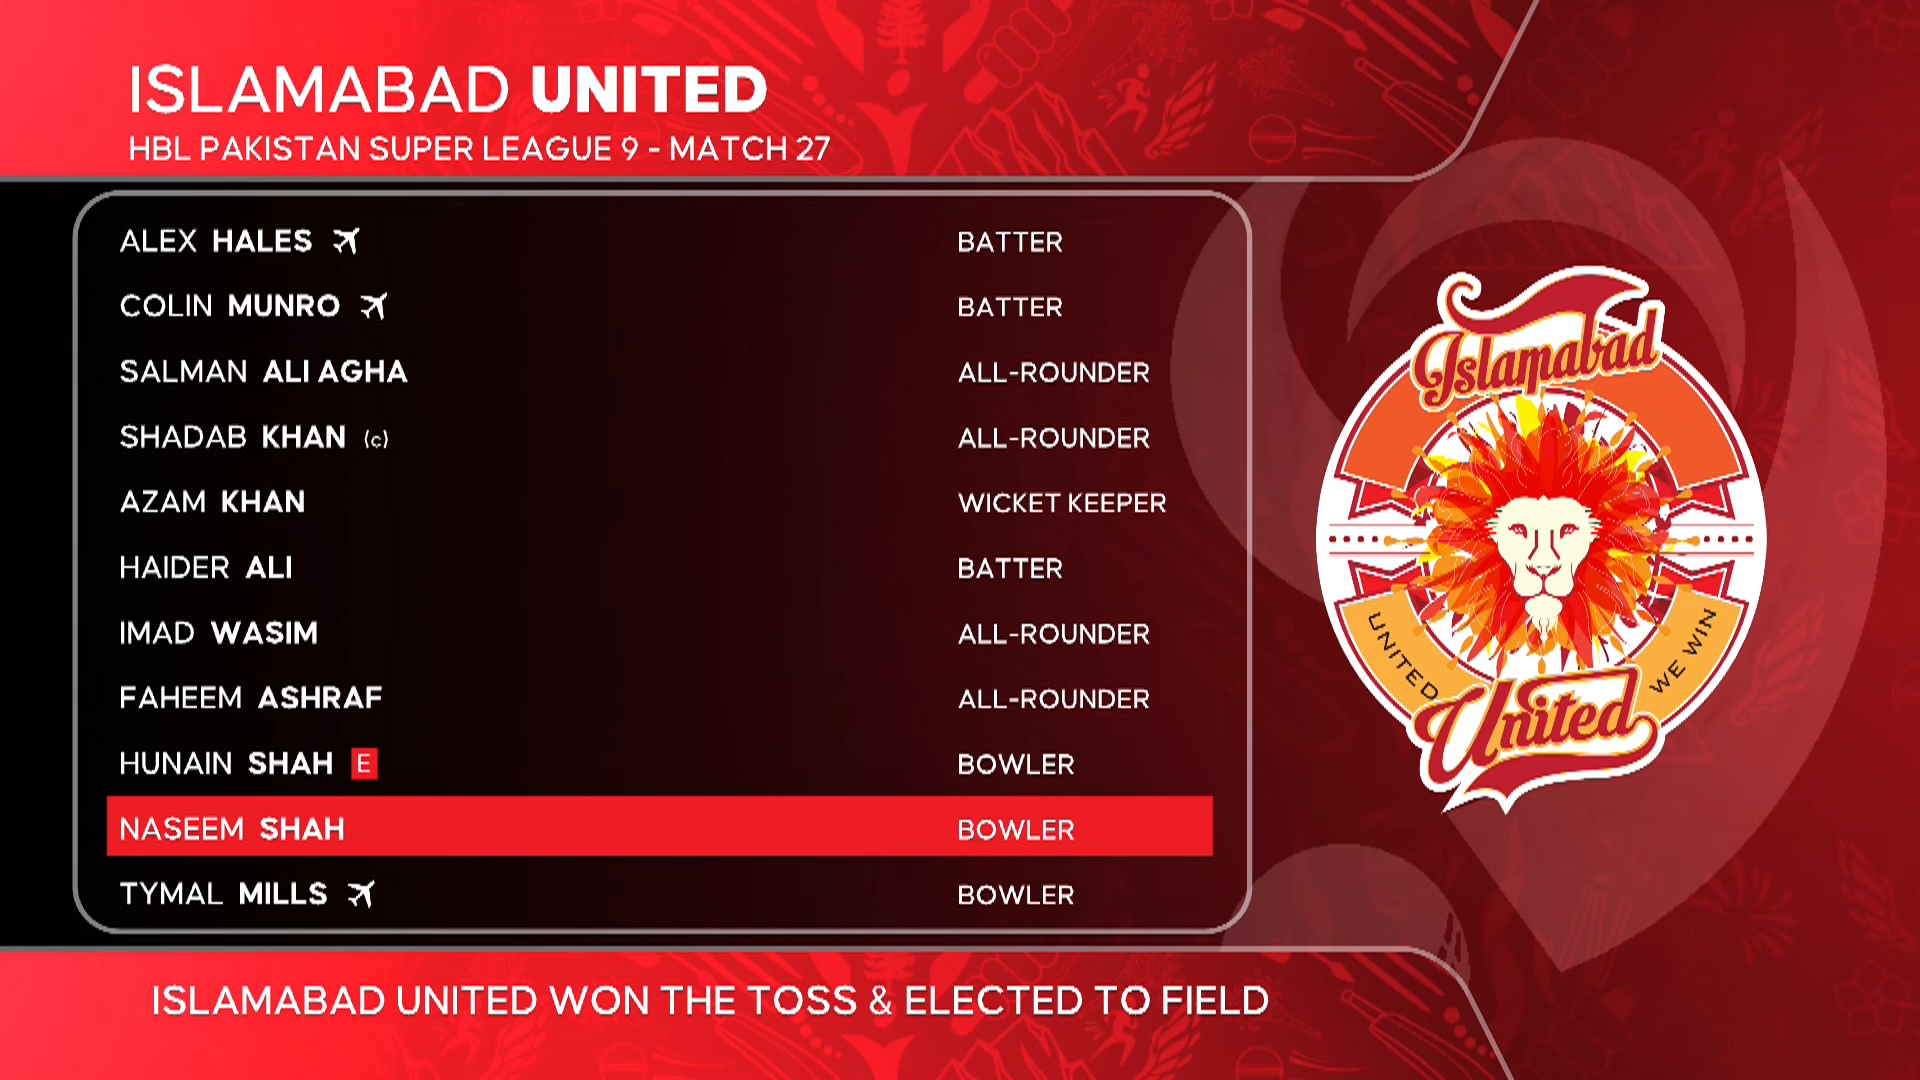 ISLAMABAD UNITED
HBL PAKISTAN SUPER LEAGUE 9 - MATCH 27
ALEX HALES BATTER
COLIN MUNRO BATTER
SALMAN ALI AGHA ALL-ROUNDER
SHADAB KHAN (c) ALL-ROUNDER
AZAM KHAN WICKET KEEPER
HAIDER ALI BATTER
IMAD WASIM ALL-ROUNDER
FAHEEM ASHRAF ALL-ROUNDER
HUNAIN SHAH E BOWLER
NASEEM SHAH BOWLER
TYMAL MILLS BOWLER
Islamabad
UNITED WE WIN
United
ISLAMABAD UNITED WON THE TOSS & ELECTED TO FIELD